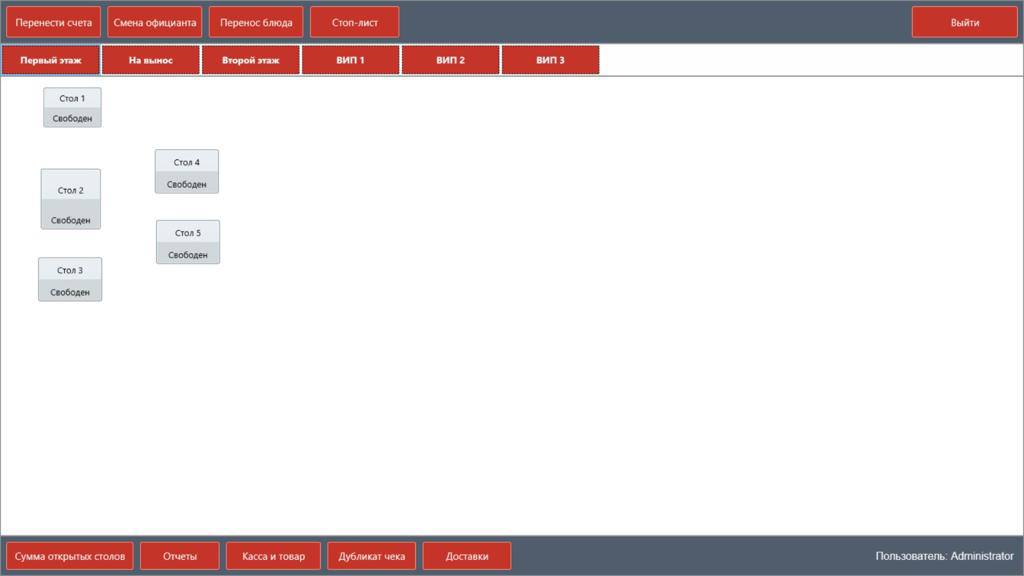 Перенести счета
Смена официанта
Перенос блюда
Стоп-лист
Выйти
Первый этаж
На вынос
Второй этаж
ВИП 1
ВИП 2
ВИП 3
Стол 1
Свободен
Стол 4
Свободен
Стол 2
Свободен
Стол 5
Свободен
Стол 3
Свободен
Сумма открытых столов
Отчеты
Касса и товар
Дубликат чека
Доставки
Пользователь: Administrator